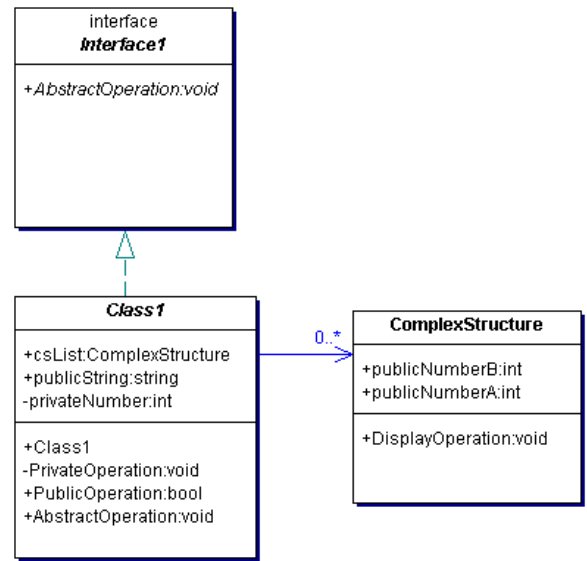 interface
Interface1
+AbstractOperation:void
Class1
+csList:ComplexStructure
+publicString:string
-privateNumber:int
+Class1
-PrivateOperation:void
+PublicOperation:bool
+AbstractOperation:void
0..*
ComplexStructure
+publicNumberB:int
+publicNumberA:int
+DisplayOperation:void